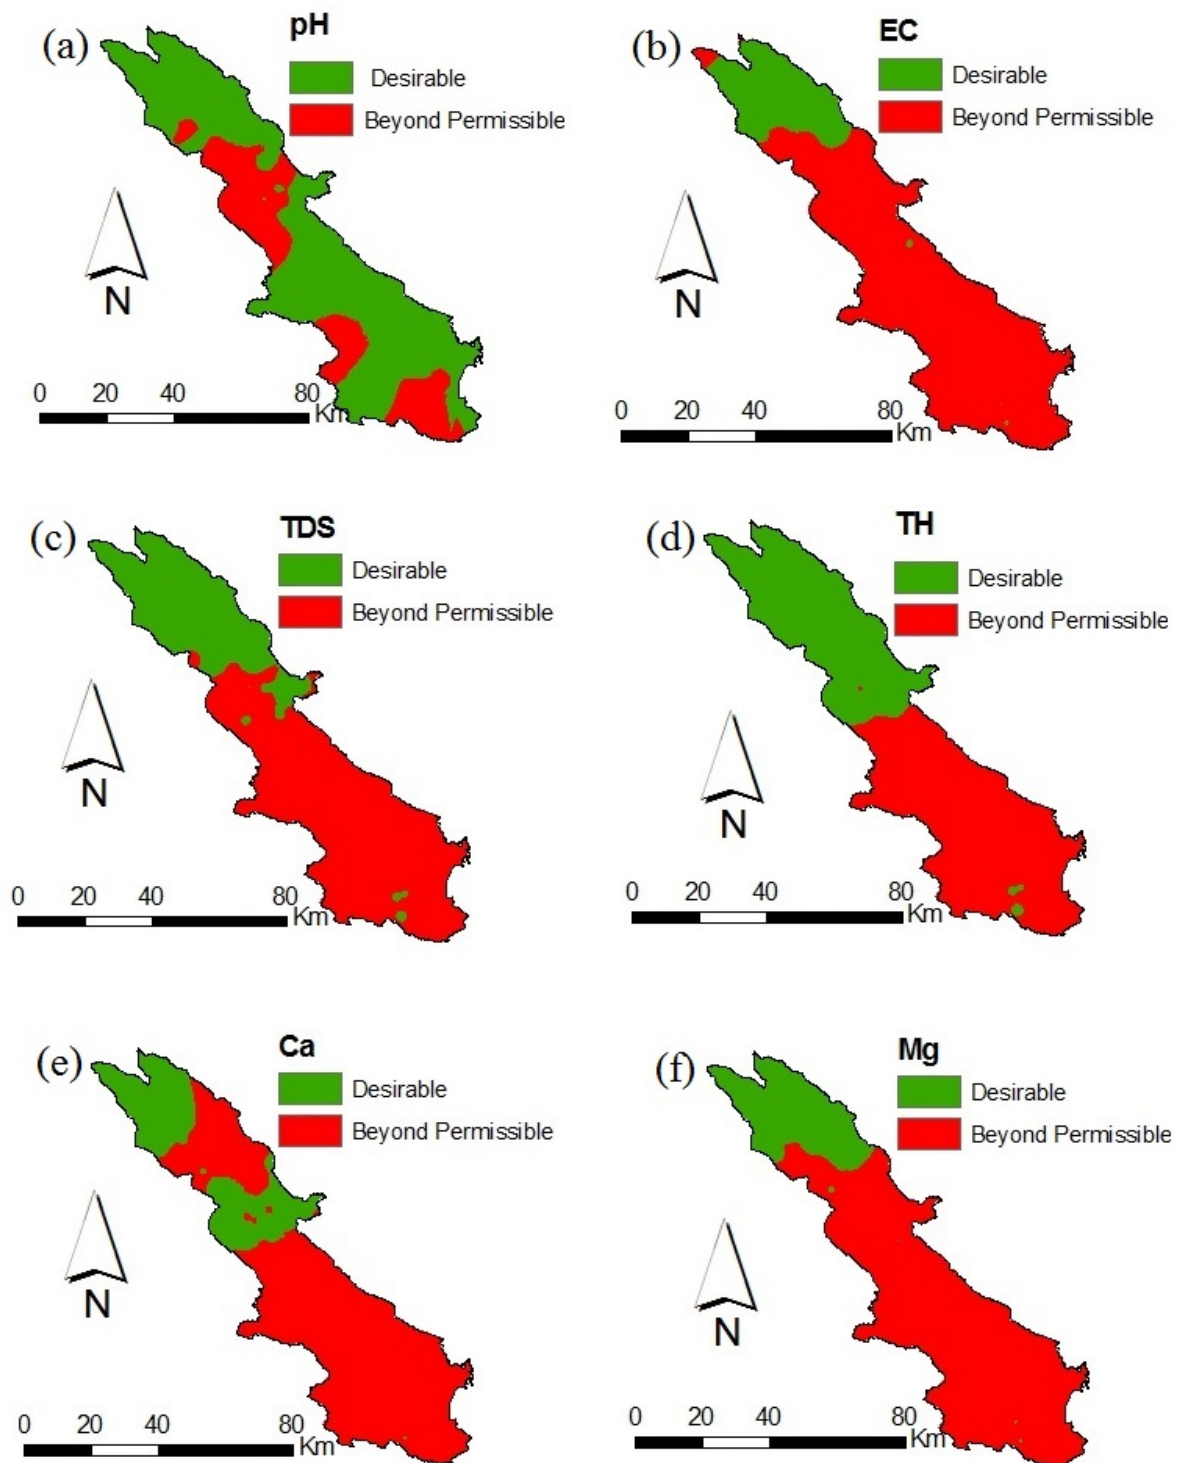 (a)
pH
Desirable
Beyond Permissible
N
0 20 40 80
Km
(b)
EC
Desirable
Beyond Permissible
N
0 20 40 80
Km
(c)
TDS
Desirable
Beyond Permissible
N
0 20 40 80
Km
(d)
TH
Desirable
Beyond Permissible
N
0 20 40 80
Km
(e)
Ca
Desirable
Beyond Permissible
N
0 20 40 80
Km
(f)
Mg
Desirable
Beyond Permissible
N
0 20 40 80
Km